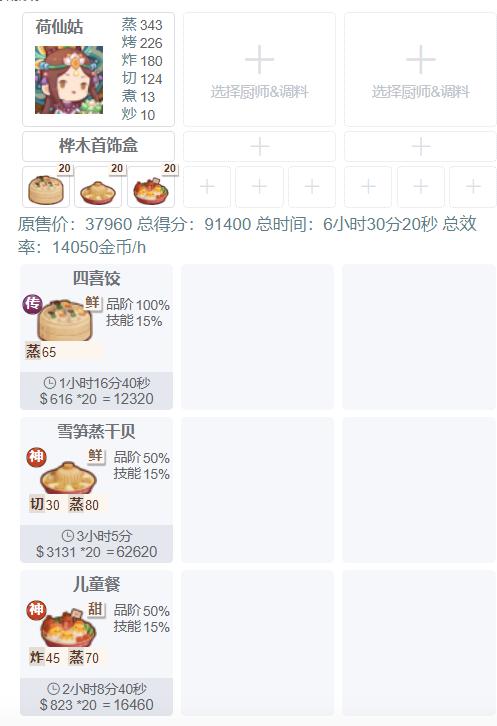 荷仙姑
蒸 343
烤 226
炸 180
切 124
煮 13
炒 10
选择厨师&调料
选择厨师&调料
桦木首饰盒
20
20
20
原售价：37960 总得分：91400 总时间：6小时30分20秒 总效
率：14050金币/h
四喜饺
传
鲜
品阶 100%
技能 15%
蒸 65
1小时16分40秒
$ 616 *20 = 12320
雪笋蒸干贝
神
鲜
品阶 50%
技能 15%
切 30 蒸 80
3小时5分
$ 3131 *20 = 62620
儿童餐
神
甜
品阶 50%
技能 15%
炸 45 蒸 70
2小时8分40秒
$ 823 *20 = 16460